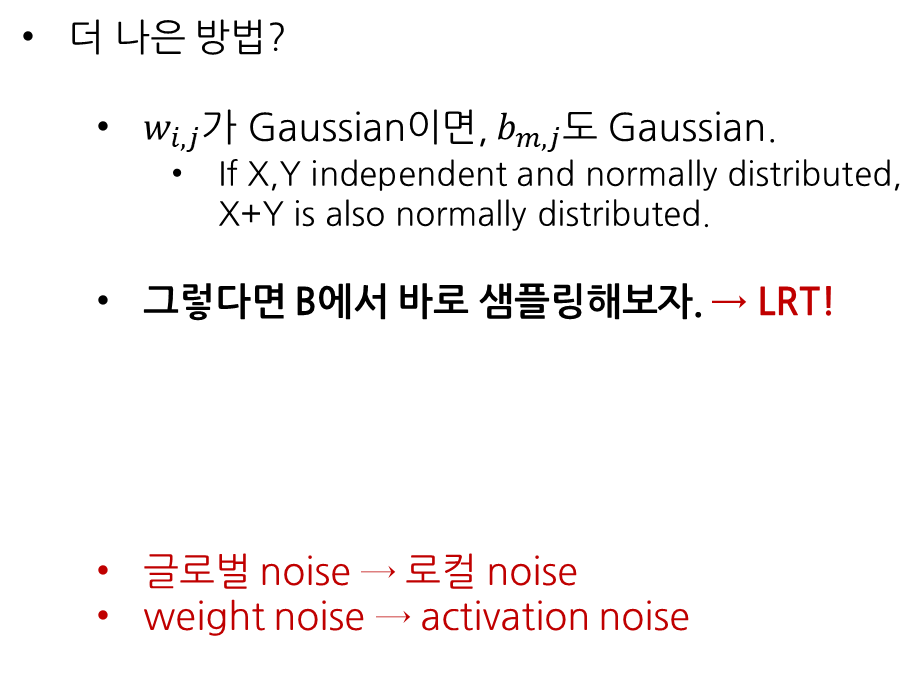 • 더 나은 방법?
• w_{i,j}가 Gaussian이면, b_{m,j}도 Gaussian.
• If X,Y independent and normally distributed,
X+Y is also normally distributed.
• 그렇다면 B에서 바로 샘플링해보자. → LRT!
• 글로벌 noise → 로컬 noise
• weight noise → activation noise